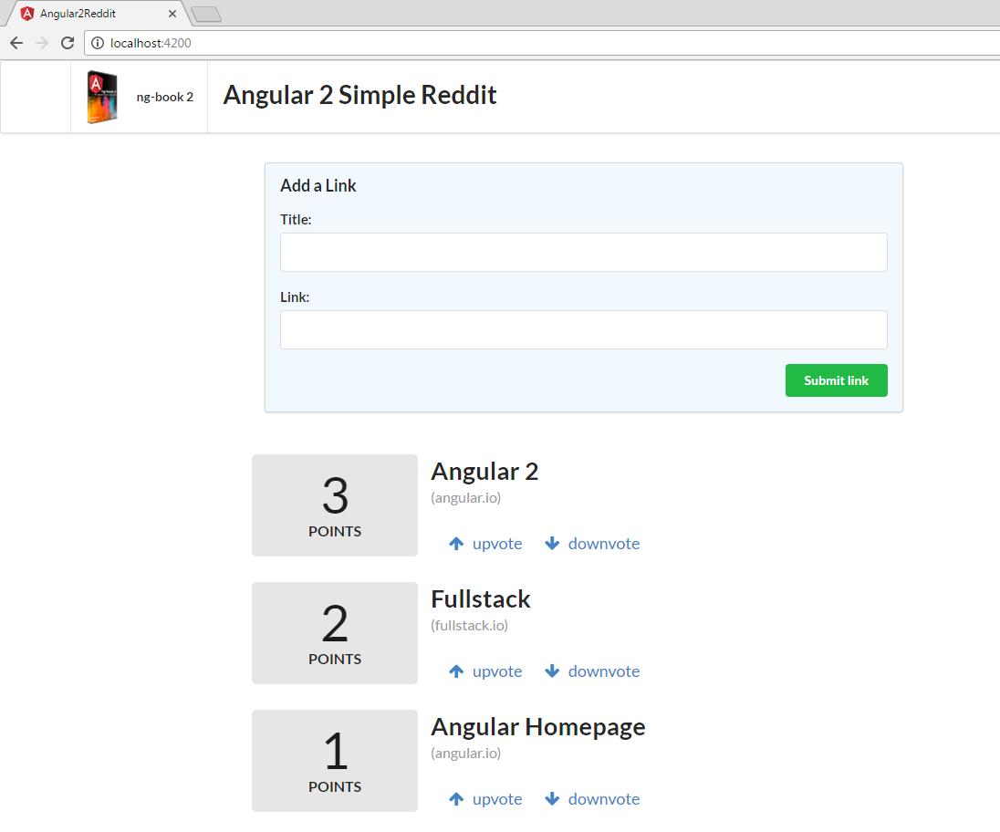 Angular2Reddit
localhost:4200
ng-book 2
Angular 2 Simple Reddit
Add a Link
Title:
Link:
Submit link
3
POINTS
Angular 2
(angular.io)
upvote downvote
2
POINTS
Fullstack
(fullstack.io)
upvote downvote
1
POINTS
Angular Homepage
(angular.io)
upvote downvote